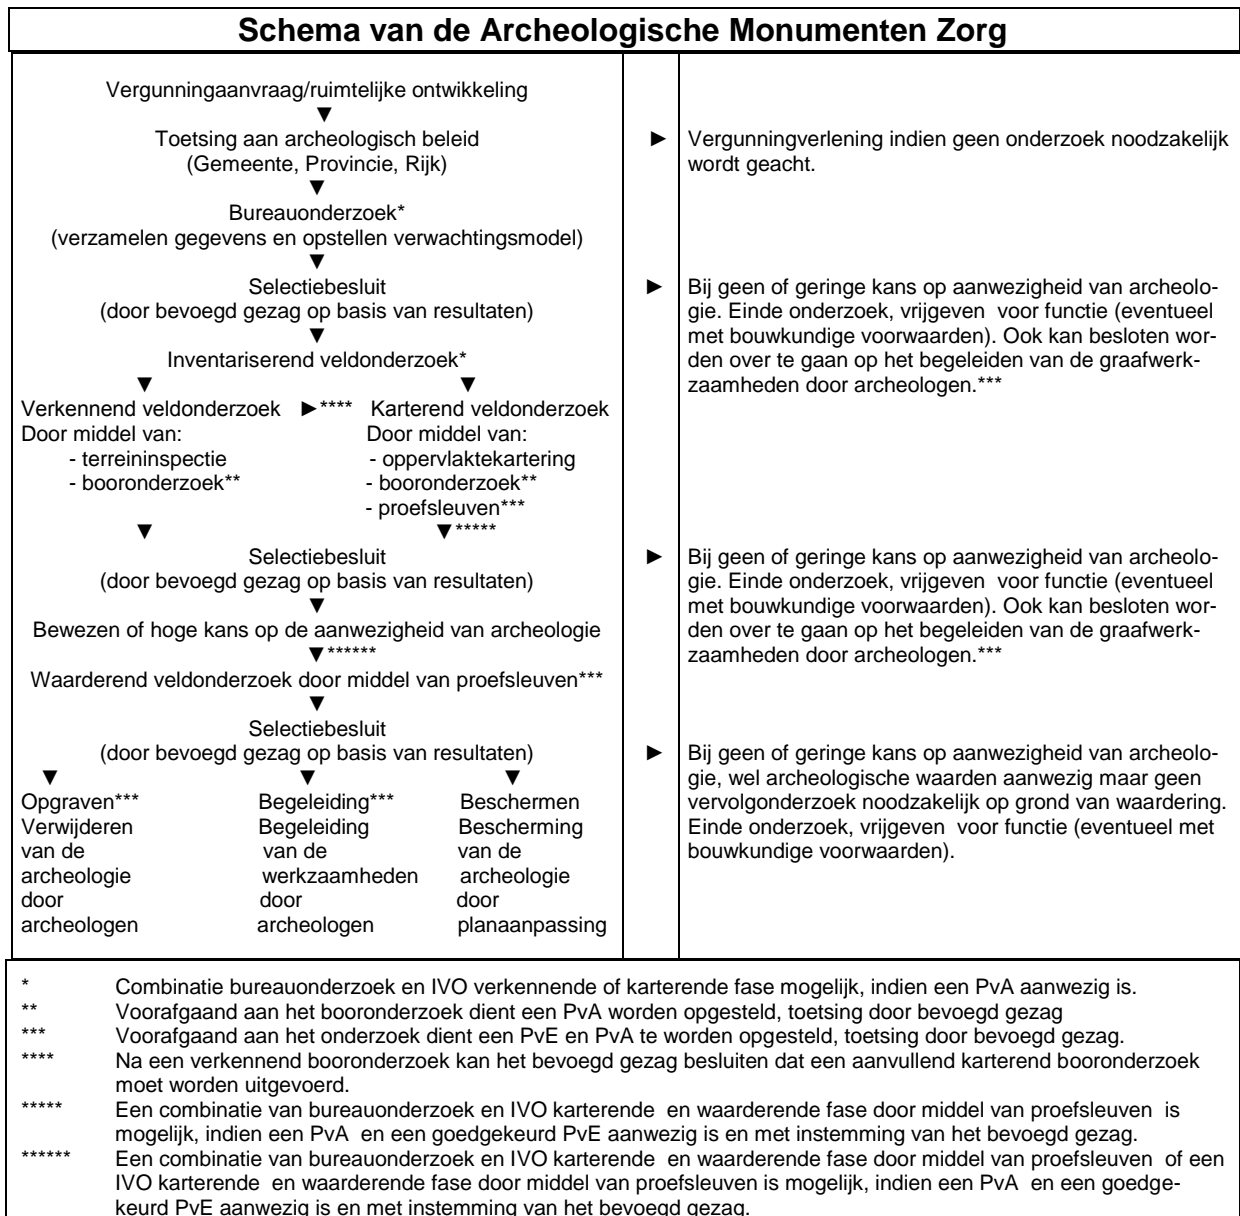 Schema van de Archeologische Monumenten Zorg
Vergunningaanvraag/ruimtelijke ontwikkeling
▼
Toetsing aan archeologisch beleid
(Gemeente, Provincie, Rijk)
► Vergunningverlening indien geen onderzoek noodzakelijk
wordt geacht.
▼
Bureauonderzoek*
(verzamelen gegevens en opstellen verwachtingsmodel)
▼
Selectiebesluit
(door bevoegd gezag op basis van resultaten)
► Bij geen of geringe kans op aanwezigheid van archeolo-
gie. Einde onderzoek, vrijgeven voor functie (eventueel
met bouwkundige voorwaarden). Ook kan besloten wor-
den over te gaan op het begeleiden van de graafwerk-
zaamheden door archeologen.***
▼
Inventariserend veldonderzoek*
▼ ▼
Verkennend veldonderzoek ►**** Karterend veldonderzoek
Door middel van: Door middel van:
- terreininspectie - oppervlaktekartering
- booronderzoek** - booronderzoek**
- proefsleuven***
▼ ▼*****
Selectiebesluit
(door bevoegd gezag op basis van resultaten)
► Bij geen of geringe kans op aanwezigheid van archeolo-
gie. Einde onderzoek, vrijgeven voor functie (eventueel
met bouwkundige voorwaarden). Ook kan besloten wor-
den over te gaan op het begeleiden van de graafwerk-
zaamheden door archeologen.***
▼
Bewezen of hoge kans op de aanwezigheid van archeologie
▼******
Waarderend veldonderzoek door middel van proefsleuven***
▼
Selectiebesluit
(door bevoegd gezag op basis van resultaten)
► Bij geen of geringe kans op aanwezigheid van archeolo-
gie, wel archeologische waarden aanwezig maar geen
vervolgonderzoek noodzakelijk op grond van waardering.
Einde onderzoek, vrijgeven voor functie (eventueel met
bouwkundige voorwaarden).
▼ ▼ ▼
Opgraven*** Begeleiding*** Beschermen
Verwijderen Begeleiding Bescherming
van de van de van de
archeologie werkzaamheden archeologie
door door door
archeologen archeologen planaanpassing
* Combinatie bureauonderzoek en IVO verkennende of karterende fase mogelijk, indien een PvA aanwezig is.
** Voorafgaand aan het booronderzoek dient een PvA worden opgesteld, toetsing door bevoegd gezag
*** Voorafgaand aan het onderzoek dient een PvE en PvA te worden opgesteld, toetsing door bevoegd gezag.
**** Na een verkennend booronderzoek kan het bevoegd gezag besluiten dat een aanvullend karterend booronderzoek
moet worden uitgevoerd.
***** Een combinatie van bureauonderzoek en IVO karterende en waarderende fase door middel van proefsleuven is
mogelijk, indien een PvA en een goedgekeurd PvE aanwezig is en met instemming van het bevoegd gezag.
****** Een combinatie van bureauonderzoek en IVO karterende en waarderende fase door middel van proefsleuven of een
IVO karterende en waarderende fase door middel van proefsleuven is mogelijk, indien een PvA en een goedge-
keurd PvE aanwezig is en met instemming van het bevoegd gezag.